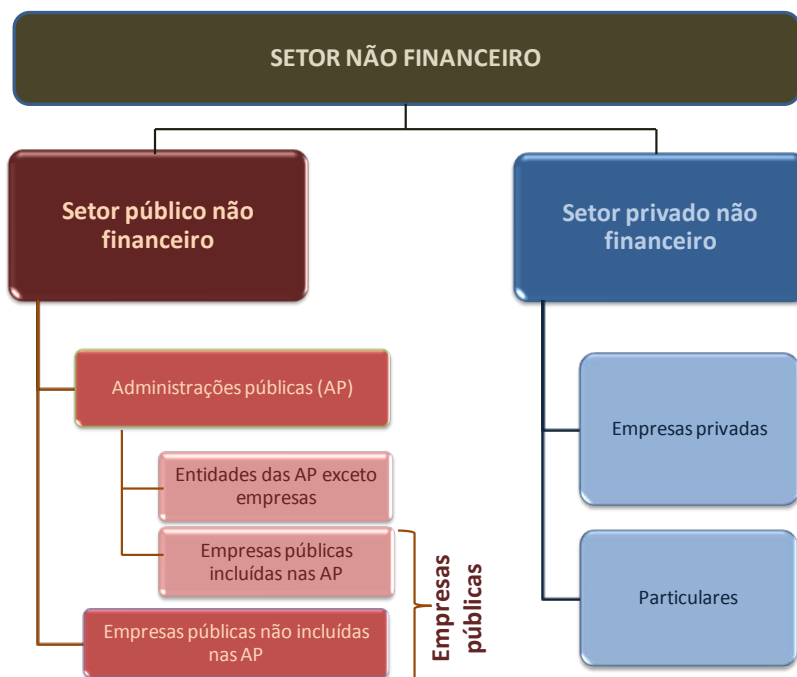 SETOR NÃO FINANCEIRO
Setor público não
financeiro
Administrações públicas (AP)
Entidades das AP exceto
empresas
Empresas públicas
incluídas nas AP
Empresas públicas não incluídas
nas AP
Empresas
públicas
Setor privado não
financeiro
Empresas privadas
Particulares